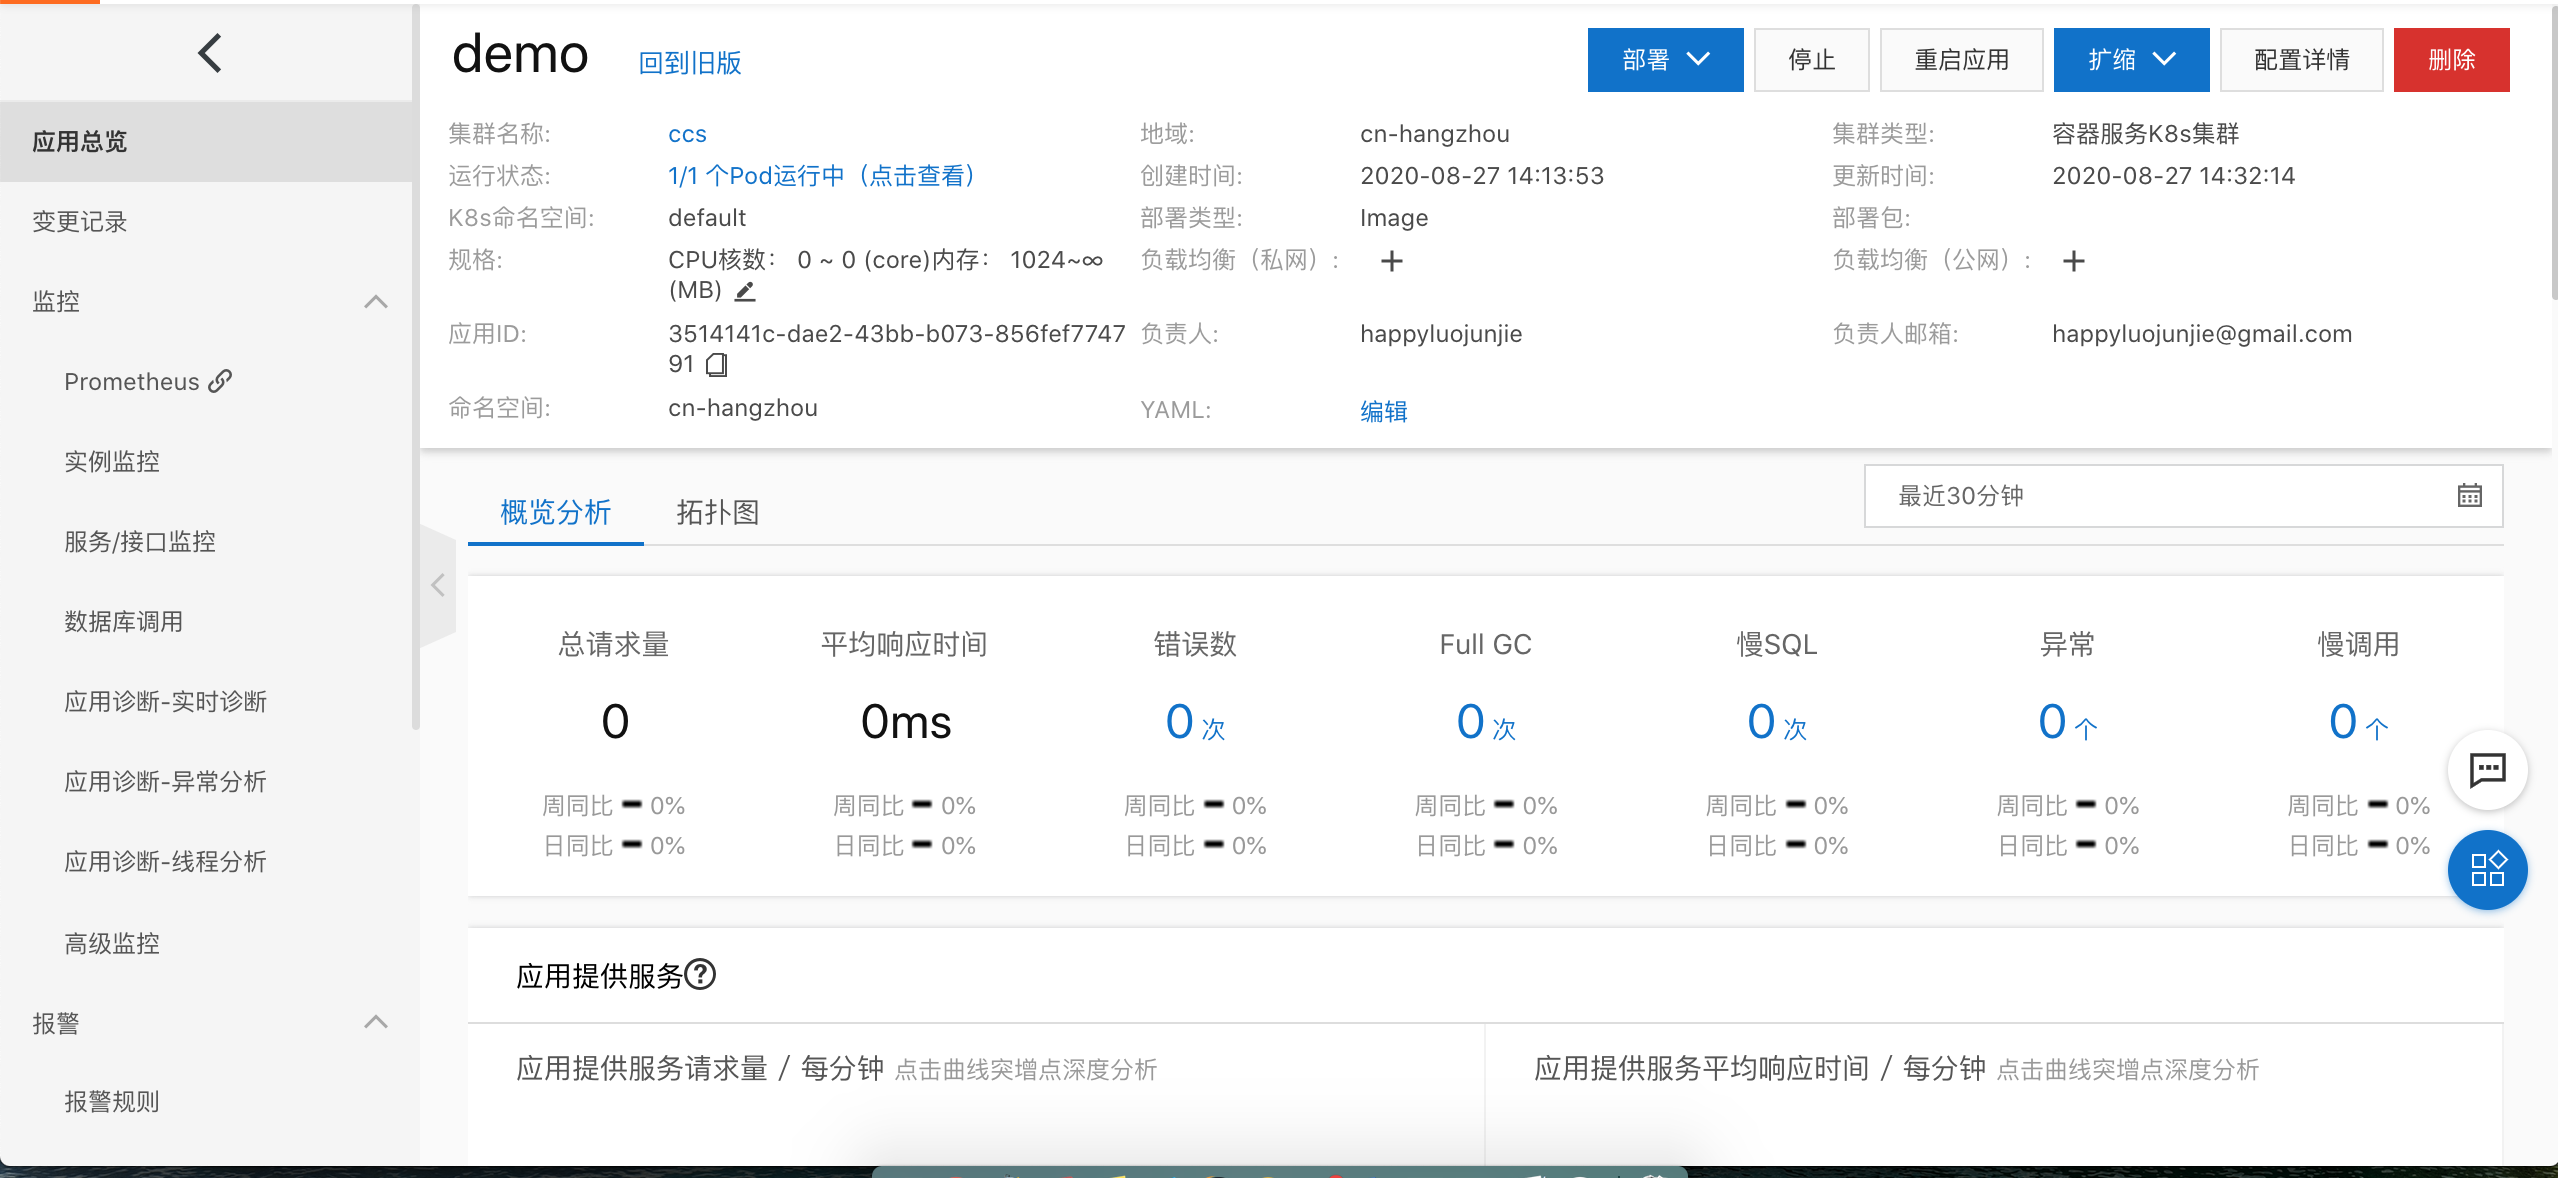 demo 回到旧版 部署 停止 重启应用 扩缩 配置详情 删除
应用总览
变更记录
监控
Prometheus
实例监控
服务/接口监控
数据库调用
应用诊断-实时诊断
应用诊断-异常分析
应用诊断-线程分析
高级监控
报警
报警规则
集群名称: ccs 地域: cn-hangzhou 集群类型: 容器服务K8s集群
运行状态: 1/1 个Pod运行中（点击查看） 创建时间: 2020-08-27 14:13:53 更新时间: 2020-08-27 14:32:14
K8s命名空间: default 部署类型: Image 部署包:
规格: CPU核数： 0 ~ 0 (core)内存： 1024~∞ 负载均衡（私网）: + 负载均衡（公网）: +
(MB)
应用ID: 3514141c-dae2-43bb-b073-856fef7747 负责人: happyluojunjie 负责人邮箱: happyluojunjie@gmail.com
91
命名空间: cn-hangzhou YAML: 编辑
概览分析 拓扑图 最近30分钟
总请求量 平均响应时间 错误数 Full GC 慢SQL 异常 慢调用
0 0ms 0 次 0 次 0 次 0 个 0 个
周同比 0% 周同比 0% 周同比 0% 周同比 0% 周同比 0% 周同比 0% 周同比 0%
日同比 0% 日同比 0% 日同比 0% 日同比 0% 日同比 0% 日同比 0% 日同比 0%
应用提供服务?
应用提供服务请求量 / 每分钟 点击曲线突增点深度分析 应用提供服务平均响应时间 / 每分钟 点击曲线突增点深度分析